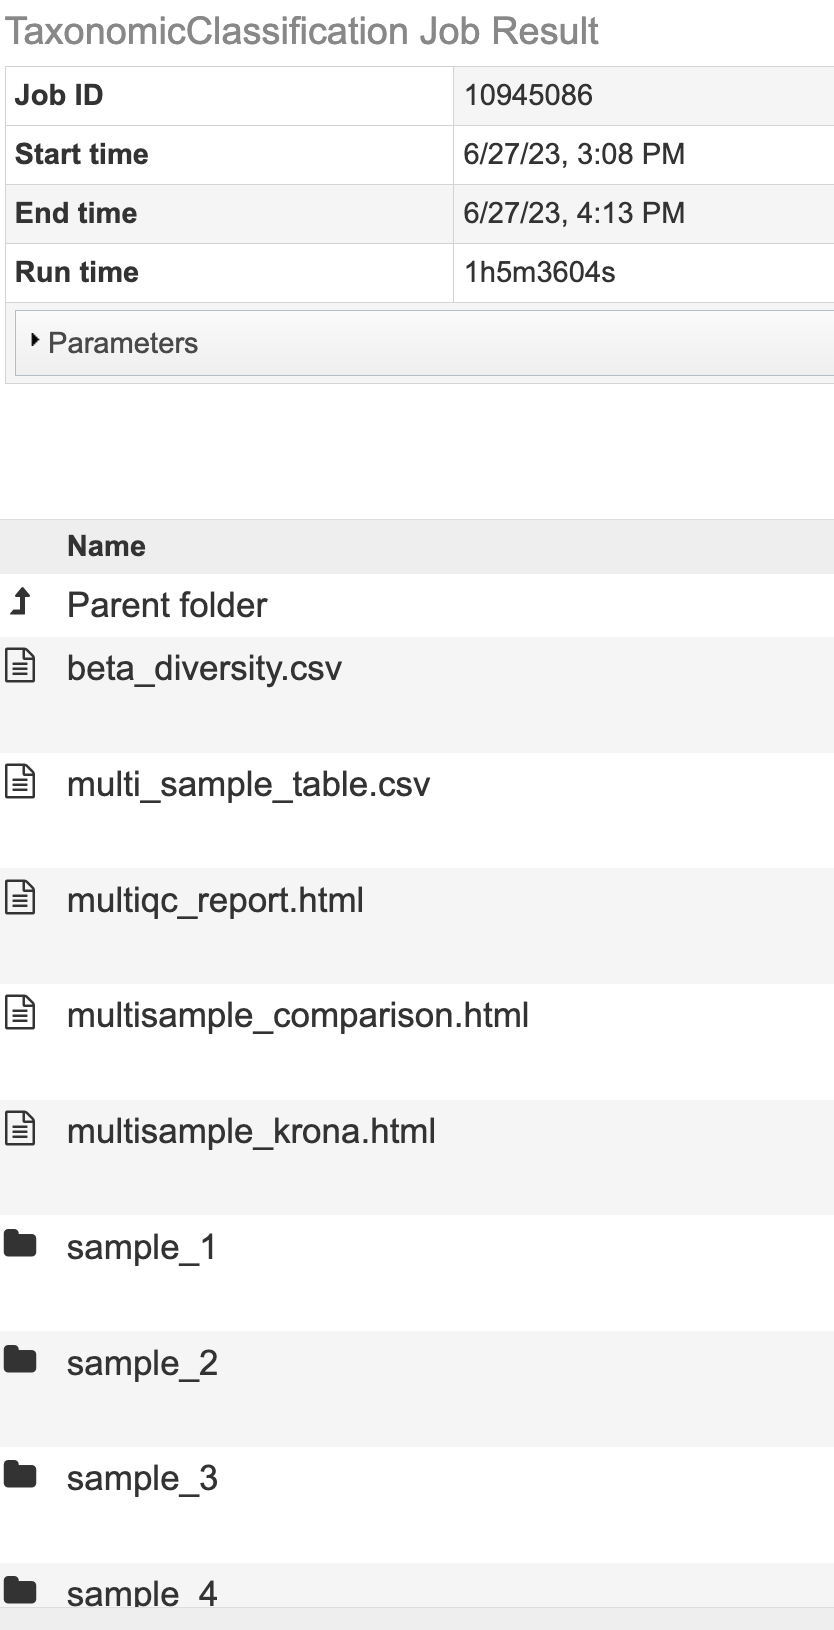 TaxonomicClassification Job Result
Job ID 10945086
Start time 6/27/23, 3:08 PM
End time 6/27/23, 4:13 PM
Run time 1h5m3604s
Parameters
Name
Parent folder
beta_diversity.csv
multi_sample_table.csv
multiqc_report.html
multisample_comparison.html
multisample_krona.html
sample_1
sample_2
sample_3
sample_4